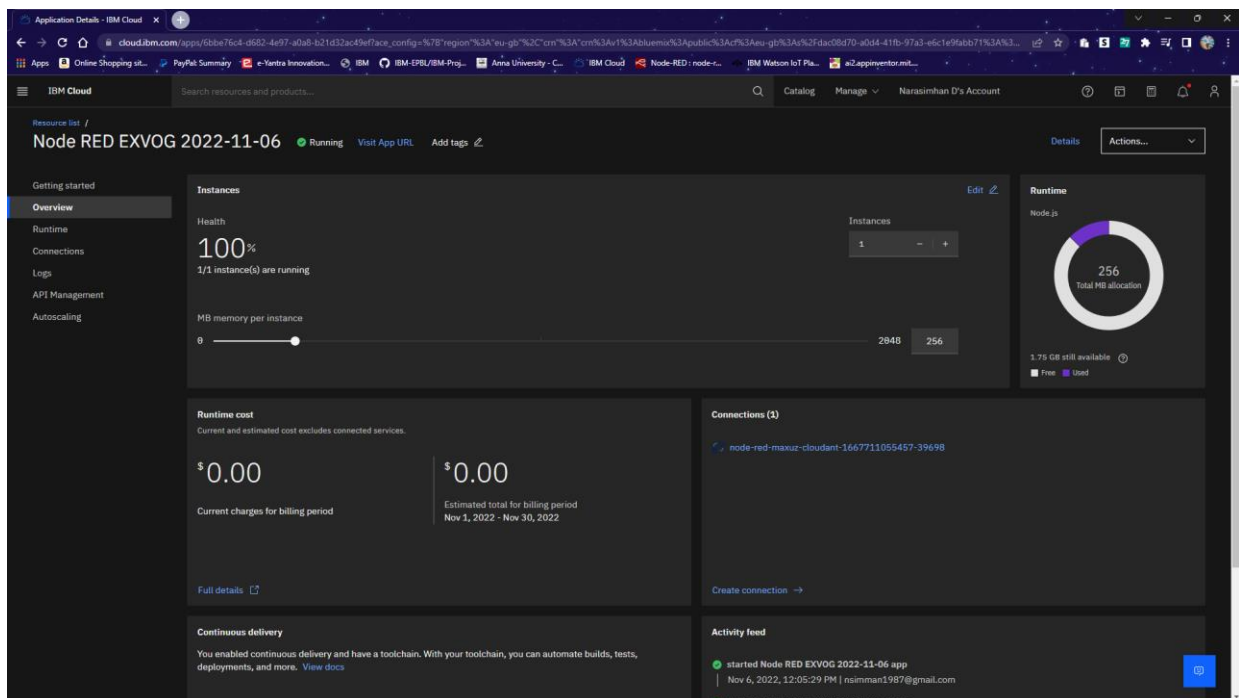 Application Details - IBM Cloud
cloud.ibm.com/apps/6bbe76c4-d682-4e97-a0a8-b21d32ac49ef?ace_config=%7B"region"%3A"eu-gb"%2C"crn"%3A"crn%3Av1%3Abluemix%3Apublic%3Acf%3Aeu-gb%3As%2Fdac08d70-a0d4-41fb-97a3-e6c1e9fabb71%3A%3...
Apps Online Shopping sit... PayPal: Summary e-Yantra Innovation... IBM IBM-EPBL/IBM-Proj... Anna University - C... IBM Cloud Node-RED : node-r... IBM Watson IoT Pla... ai2.appinventor.mit...
IBM Cloud Search resources and products... Catalog Manage Narasimhan D's Account
Resource list /
Node RED EXVOG 2022-11-06 Running Visit App URL Add tags Details Actions...
Getting started
Overview
Runtime
Connections
Logs
API Management
Autoscaling
Instances Edit
Health
100%
1/1 instance(s) are running
Instances
1 - +
MB memory per instance
0 2048 256
Runtime
Node.js
256
Total MB allocation
1.75 GB still available
Free Used
Runtime cost
Current and estimated cost excludes connected services.
$0.00
Current charges for billing period
$0.00
Estimated total for billing period
Nov 1, 2022 - Nov 30, 2022
Full details
Connections (1)
node-red-maxuz-cloudant-1667711055457-39698
Create connection →
Continuous delivery
You enabled continuous delivery and have a toolchain. With your toolchain, you can automate builds, tests,
deployments, and more. View docs
Activity feed
started Node RED EXVOG 2022-11-06 app
Nov 6, 2022, 12:05:29 PM | nsimman1987@gmail.com